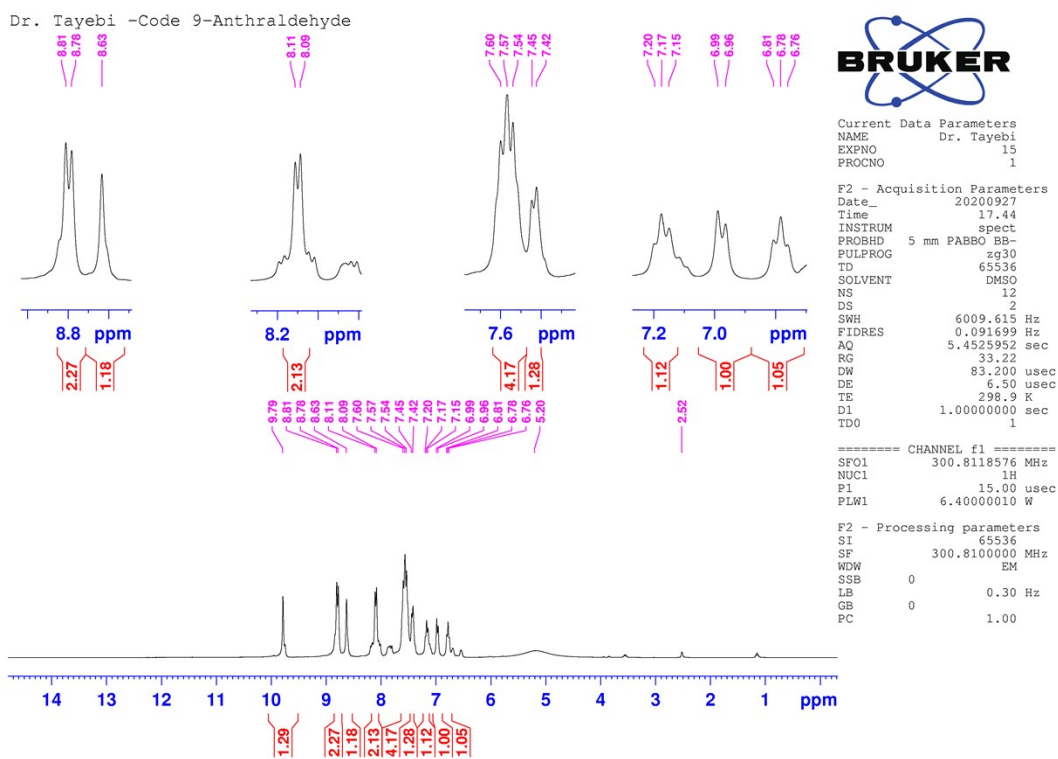 Dr. Tayebi -Code 9-Anthraldehyde
8.81
8.78
8.63
8.11
8.09
7.60
7.57
7.54
7.45
7.42
7.20
7.17
7.15
6.99
6.96
6.81
6.78
6.76
8.8 ppm
8.2 ppm
7.6 ppm
7.2 7.0 ppm
2.27
1.18
2.13
4.17
1.28
1.12
1.00
1.05
9.79
8.81
8.78
8.63
8.11
8.09
7.60
7.57
7.54
7.45
7.42
7.20
7.17
7.15
6.99
6.96
6.81
6.78
6.76
5.20
2.52
14 13 12 11 10 9 8 7 6 5 4 3 2 1 ppm
1.29
2.27
1.18
2.13
4.17
1.28
1.12
1.00
1.05
BRUKER
Current Data Parameters
NAME Dr. Tayebi
EXPNO 15
PROCNO 1
F2 - Acquisition Parameters
Date_ 20200927
Time 17.44
INSTRUM spect
PROBHD 5 mm PABBO BB-
PULPROG zg30
TD 65536
SOLVENT DMSO
NS 12
DS 2
SWH 6009.615 Hz
FIDRES 0.091699 Hz
AQ 5.4525952 sec
RG 33.22
DW 83.200 usec
DE 6.50 usec
TE 298.9 K
D1 1.00000000 sec
TD0 1
======== CHANNEL f1 ========
SFO1 300.8118576 MHz
NUC1 1H
P1 15.00 usec
PLW1 6.40000010 W
F2 - Processing parameters
SI 65536
SF 300.8100000 MHz
WDW EM
SSB 0
LB 0.30 Hz
GB 0
PC 1.00